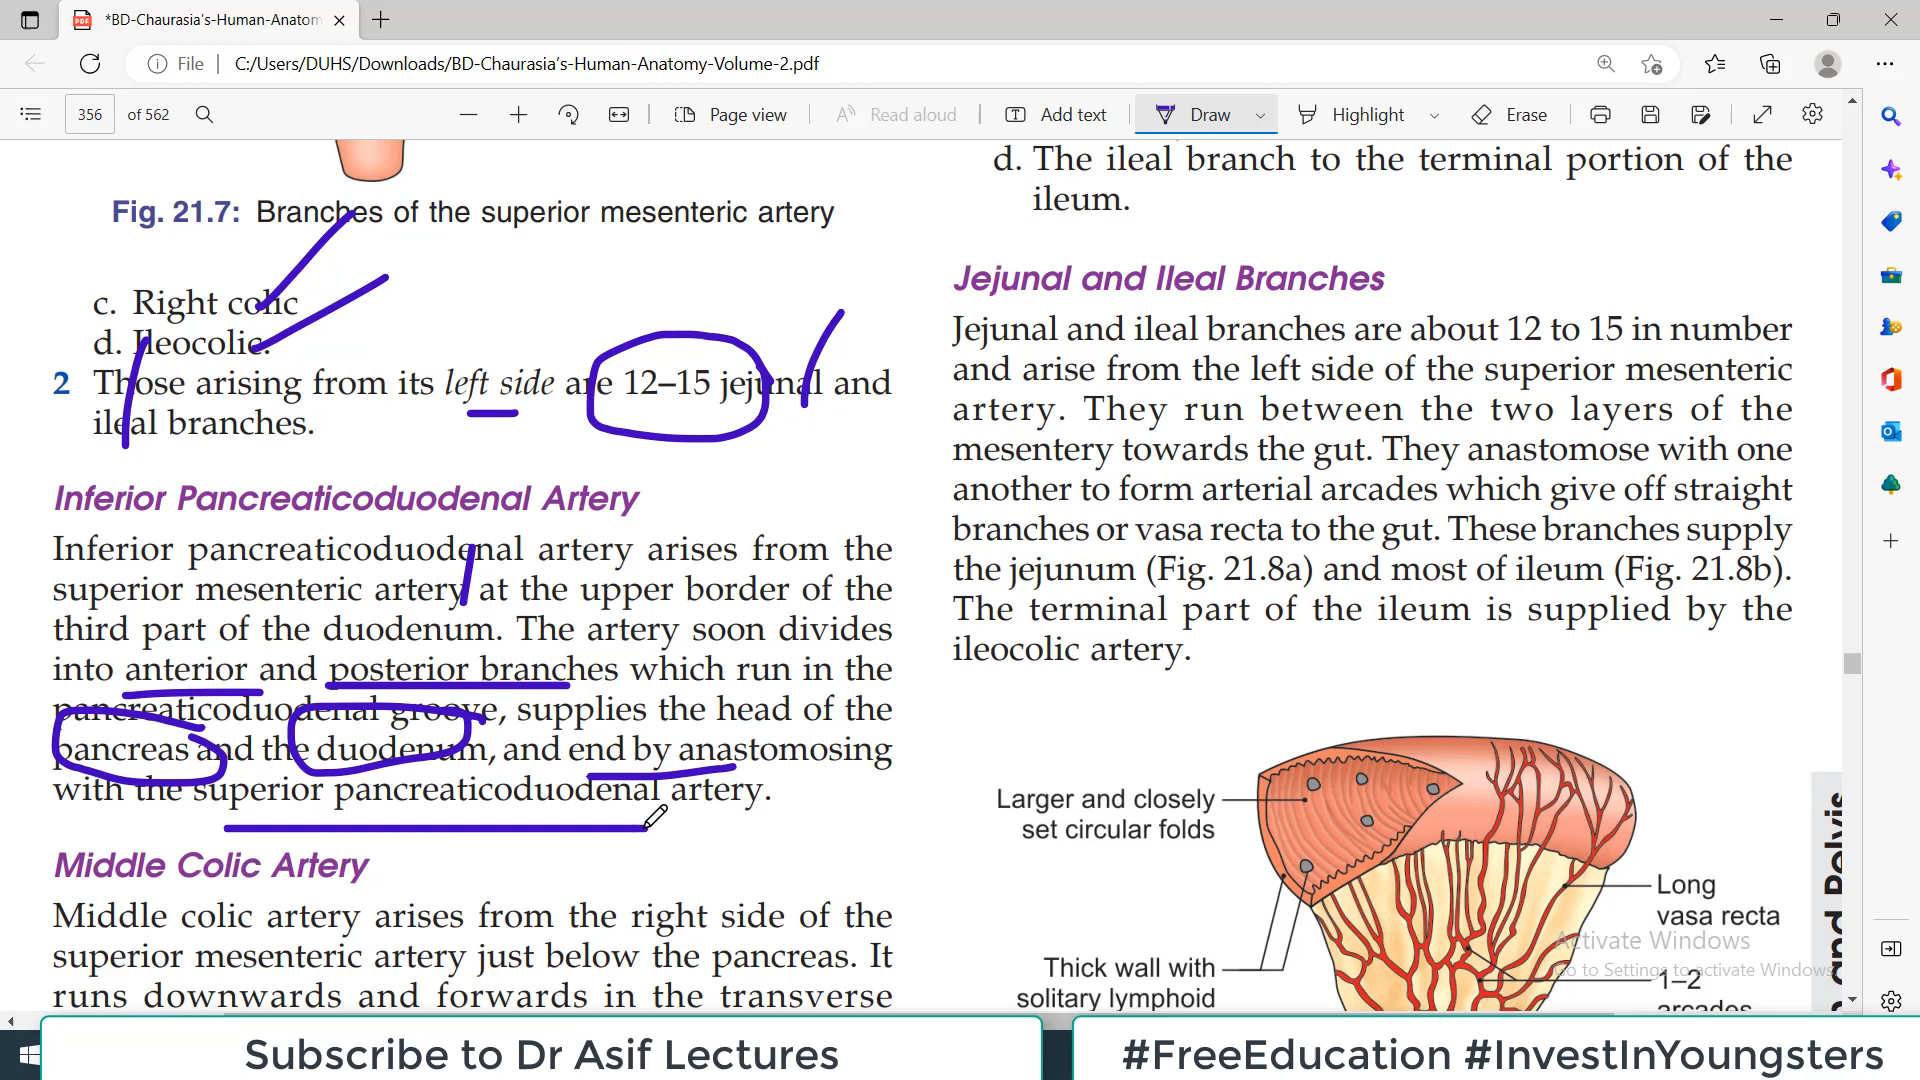 *BD-Chaurasia's-Human-Anatom
File
C:/Users/DUHS/Downloads/BD-Chaurasia's-Human-Anatomy-Volume-2.pdf
356 of 562
Page view
Read aloud
Add text
Draw
Highlight
Erase
Fig. 21.7: Branches of the superior mesenteric artery
c. Right colic
d. Ileocolic.
2 Those arising from its left side are 12–15 jejunal and
ileal branches.
Inferior Pancreaticoduodenal Artery
Inferior pancreaticoduodenal artery arises from the
superior mesenteric artery at the upper border of the
third part of the duodenum. The artery soon divides
into anterior and posterior branches which run in the
pancreaticoduodenal groove, supplies the head of the
pancreas and the duodenum, and end by anastomosing
with the superior pancreaticoduodenal artery.
Middle Colic Artery
Middle colic artery arises from the right side of the
superior mesenteric artery just below the pancreas. It
runs downwards and forwards in the transverse
d. The ileal branch to the terminal portion of the
ileum.
Jejunal and Ileal Branches
Jejunal and ileal branches are about 12 to 15 in number
and arise from the left side of the superior mesenteric
artery. They run between the two layers of the
mesentery towards the gut. They anastomose with one
another to form arterial arcades which give off straight
branches or vasa recta to the gut. These branches supply
the jejunum (Fig. 21.8a) and most of ileum (Fig. 21.8b).
The terminal part of the ileum is supplied by the
ileocolic artery.
Larger and closely
set circular folds
Thick wall with
solitary lymphoid
Long
vasa recta
1–2
arcades
and Pelvis
Activate Windows
Go to Settings to activate Windows
Subscribe to Dr Asif Lectures
#FreeEducation #InvestInYoungsters